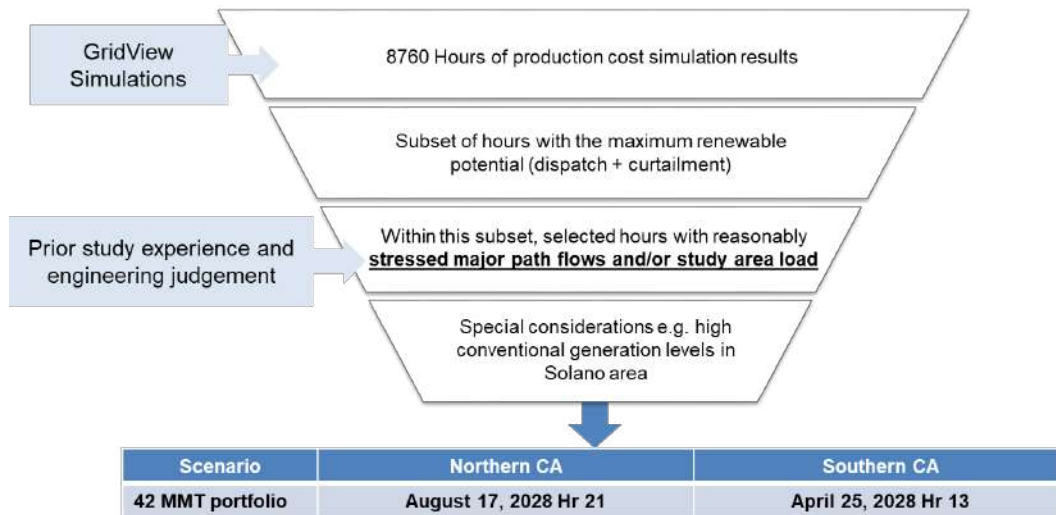 GridView
Simulations
8760 Hours of production cost simulation results
Subset of hours with the maximum renewable
potential (dispatch + curtailment)
Prior study experience and
engineering judgement
Within this subset, selected hours with reasonably
stressed major path flows and/or study area load
Special considerations e.g. high
conventional generation levels in
Solano area
Scenario Northern CA Southern CA
42 MMT portfolio August 17, 2028 Hr 21 April 25, 2028 Hr 13